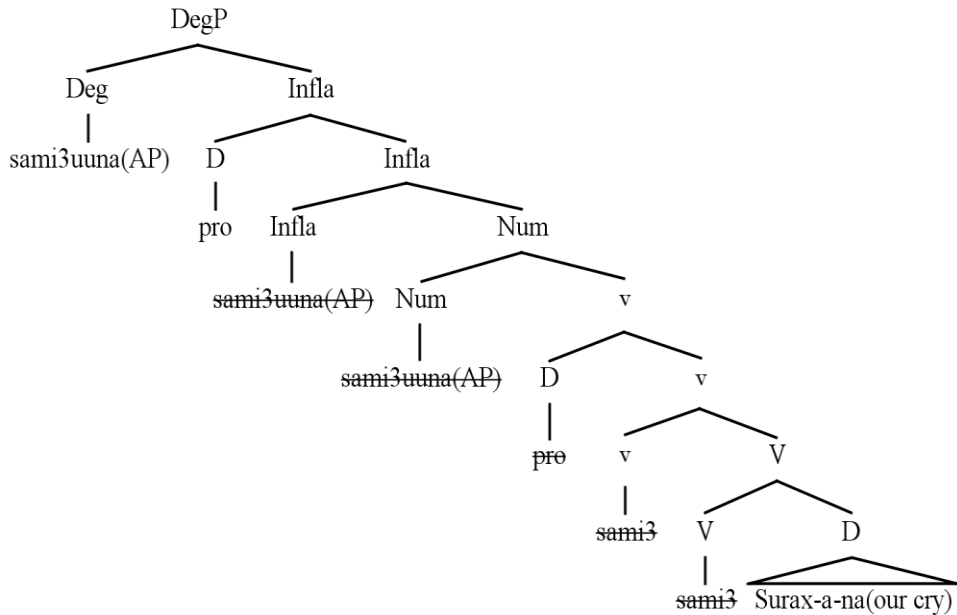 DegP
Deg Infla
sami3uuna(AP) D Infla
pro Infla Num
sami3uuna(AP) Num v
sami3uuna(AP) D v
pro v V
sami3 V D
sami3 Surax-a-na(our cry)